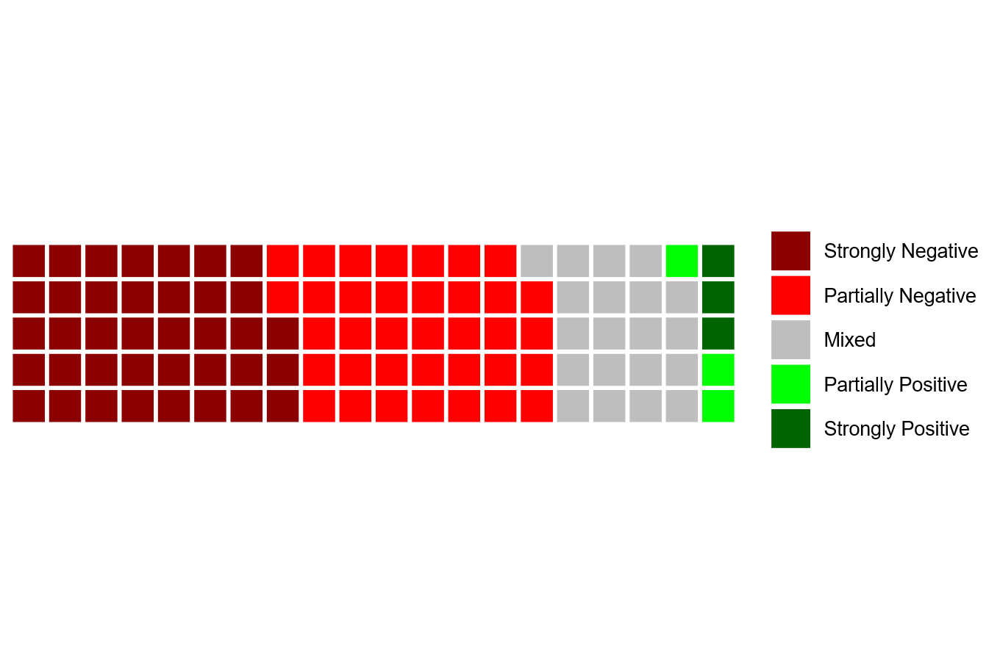 Strongly Negative
Partially Negative
Mixed
Partially Positive
Strongly Positive